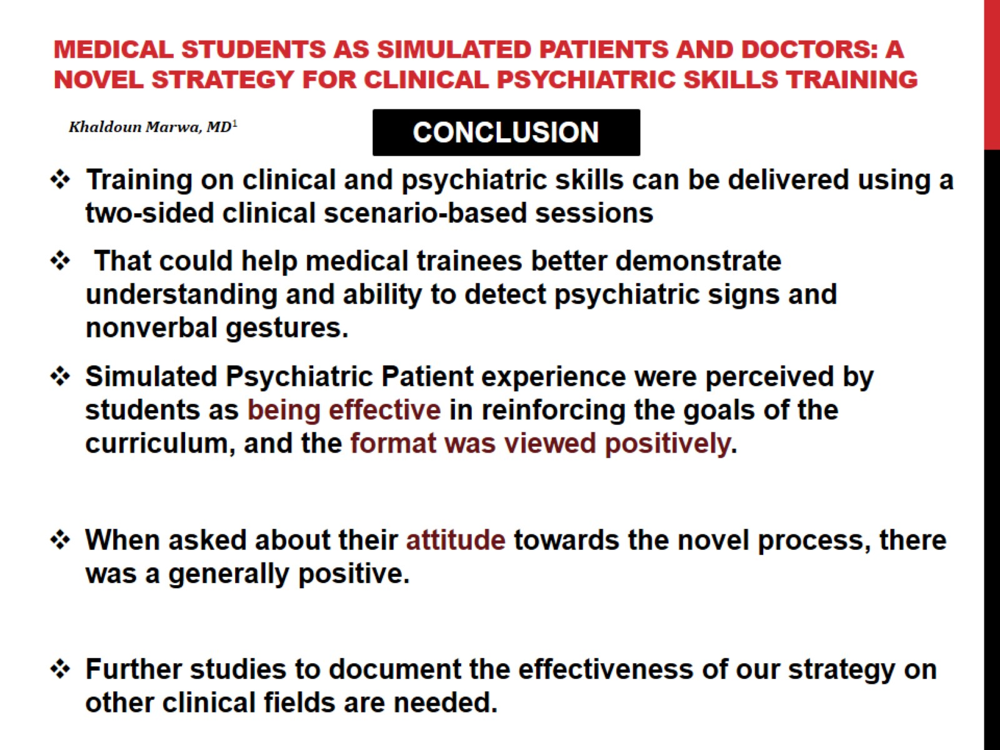 MEDICAL STUDENTS AS SIMULATED PATIENTS AND DOCTORS: A
NOVEL STRATEGY FOR CLINICAL PSYCHIATRIC SKILLS TRAINING
Khaldoun Marwa, MD1
CONCLUSION
❖ Training on clinical and psychiatric skills can be delivered using a
two-sided clinical scenario-based sessions
❖ That could help medical trainees better demonstrate
understanding and ability to detect psychiatric signs and
nonverbal gestures.
❖ Simulated Psychiatric Patient experience were perceived by
students as being effective in reinforcing the goals of the
curriculum, and the format was viewed positively.
❖ When asked about their attitude towards the novel process, there
was a generally positive.
❖ Further studies to document the effectiveness of our strategy on
other clinical fields are needed.